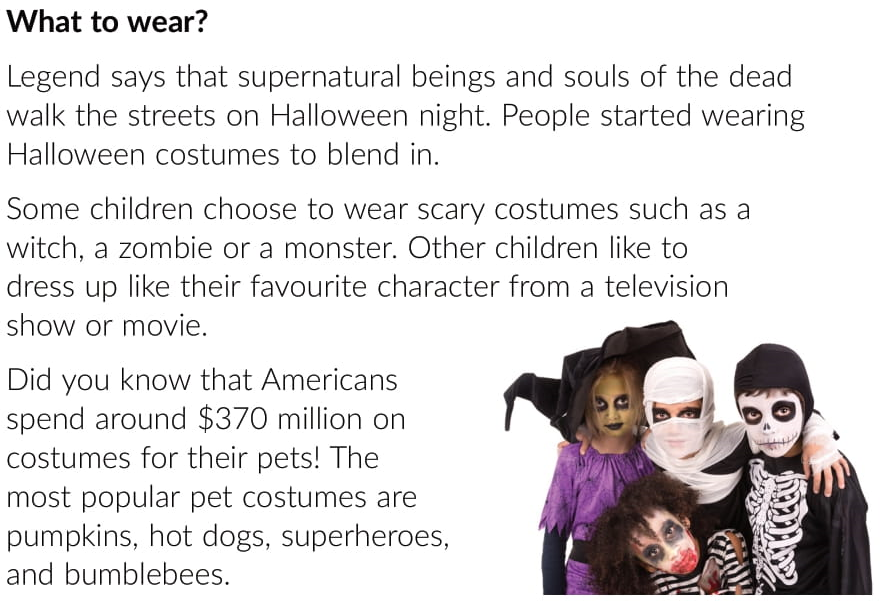 What to wear?
Legend says that supernatural beings and souls of the dead
walk the streets on Halloween night. People started wearing
Halloween costumes to blend in.
Some children choose to wear scary costumes such as a
witch, a zombie or a monster. Other children like to
dress up like their favourite character from a television
show or movie.
Did you know that Americans
spend around $370 million on
costumes for their pets! The
most popular pet costumes are
pumpkins, hot dogs, superheroes,
and bumblebees.